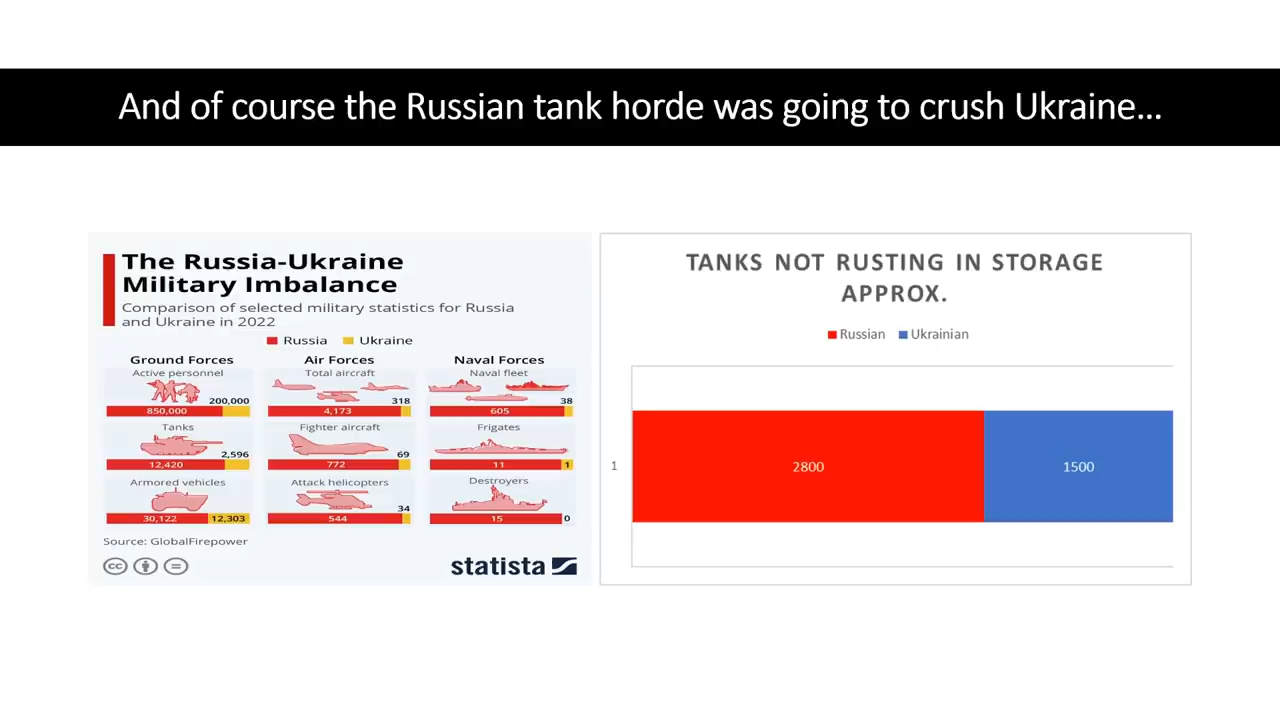 And of course the Russian tank horde was going to crush Ukraine...
The Russia-Ukraine
Military Imbalance
Comparison of selected military statistics for Russia
and Ukraine in 2022
Russia Ukraine
Ground Forces Air Forces Naval Forces
Active personnel Total aircraft Naval fleet
200,000 318 38
850,000 4,173 605
Tanks Fighter aircraft Frigates
2,596 69
12,420 772 11 1
Armored vehicles Attack helicopters Destroyers
34
30,122 12,303 544 15 0
Source: GlobalFirepower
cc
statista
TANKS NOT RUSTING IN STORAGE
APPROX.
Russian Ukrainian
1 2800 1500